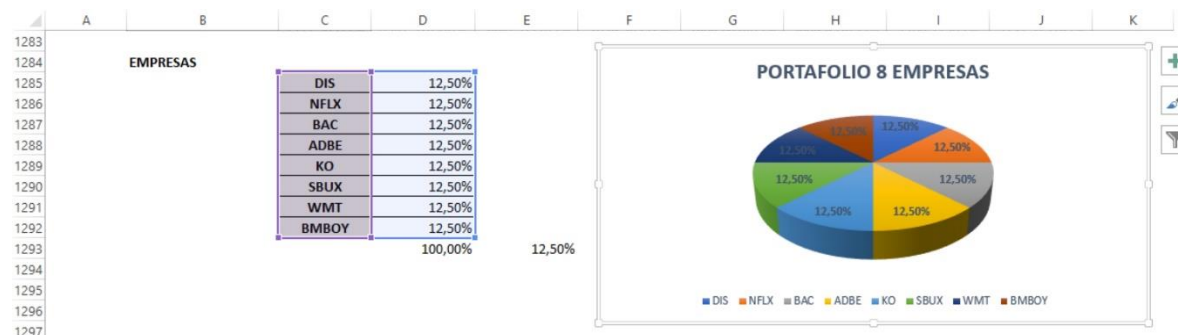 A B C D E F G H I J K
1283
1284 EMPRESAS
1285 DIS 12,50%
1286 NFLX 12,50%
1287 BAC 12,50%
1288 ADBE 12,50%
1289 KO 12,50%
1290 SBUX 12,50%
1291 WMT 12,50%
1292 BMBOY 12,50%
1293 100,00% 12,50%
1294
1295
1296
1297
PORTAFOLIO 8 EMPRESAS
12,50% 12,50%
12,50% 12,50%
12,50% 12,50%
12,50% 12,50%
DIS NFLX BAC ADBE KO SBUX WMT BMBOY